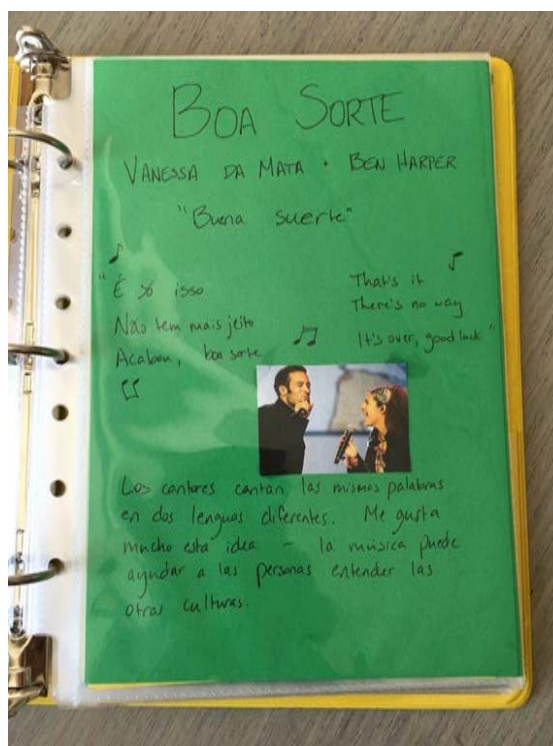 BOA SORTE
VANESSA DA MATA • BEN HARPER
"Buena suerte"
"É só isso
Não tem mais jeito
Acabou, boa sorte
That's it
There's no way
It's over, good luck"
Los cantores cantan las mismas palabras
en dos lenguas diferentes. Me gusta
mucho esta idea - la música puede
ayudar a las personas entender las
otras culturas.